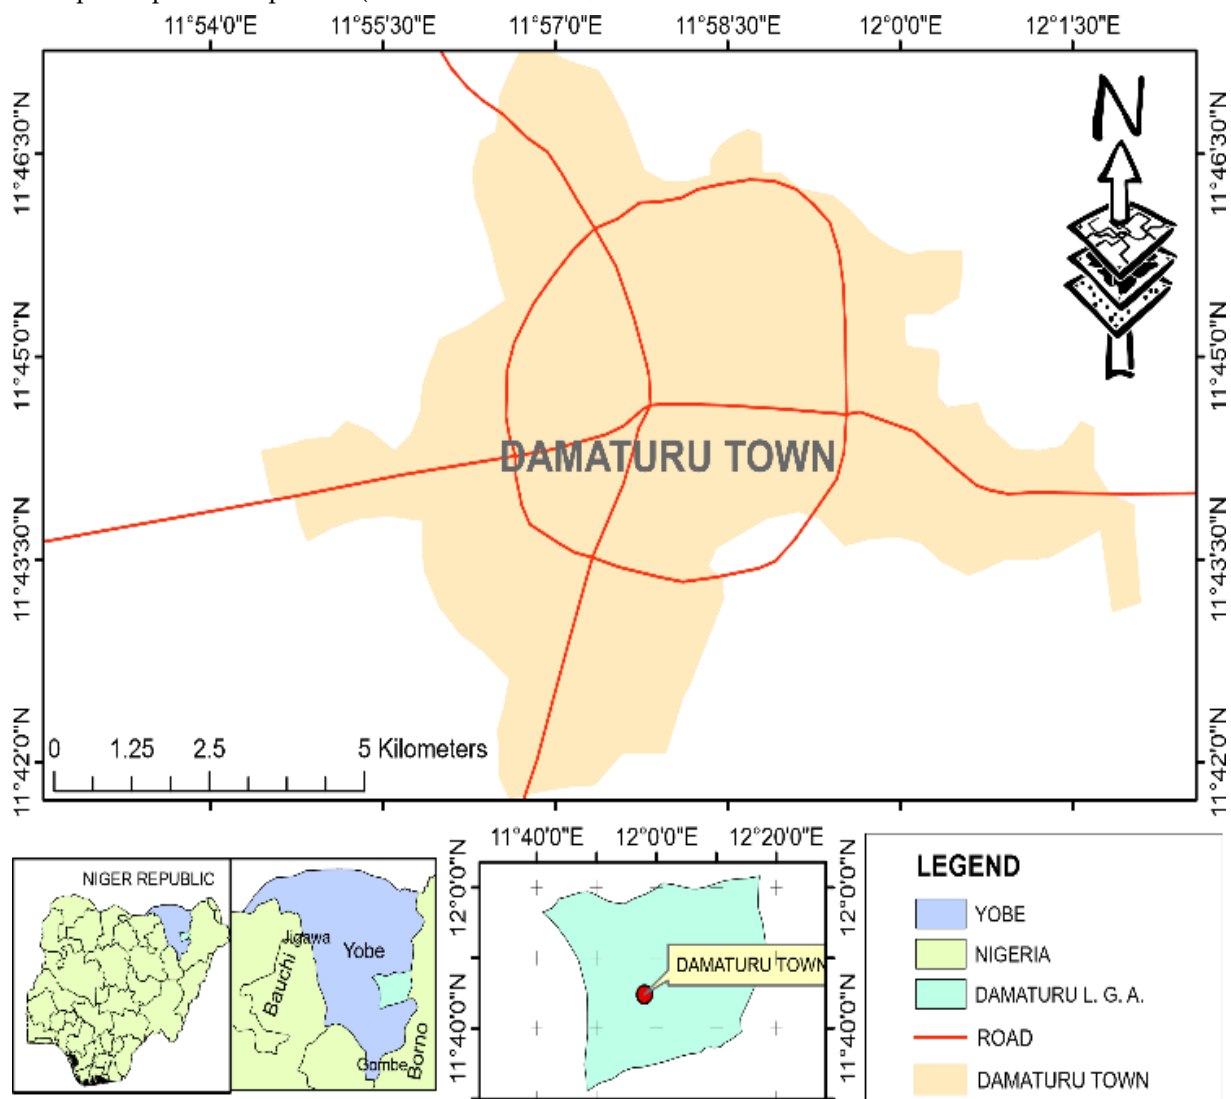 11°54'0"E 11°55'30"E 11°57'0"E 11°58'30"E 12°0'0"E 12°1'30"E
N
11°46'30"N
11°46'30"N
11°45'0"N
11°45'0"N
DAMATURU TOWN
11°43'30"N
11°43'30"N
11°42'0"N
11°42'0"N
0 1.25 2.5 5 Kilometers
11°40'0"E 12°0'0"E 12°20'0"E
12°0'0"N
12°0'0"N
11°40'0"N
11°40'0"N
DAMATURU TOWN
NIGER REPUBLIC
Jigawa
Yobe
Bauchi
Gombe
Borno
LEGEND
YOBE
NIGERIA
DAMATURU L. G. A.
ROAD
DAMATURU TOWN